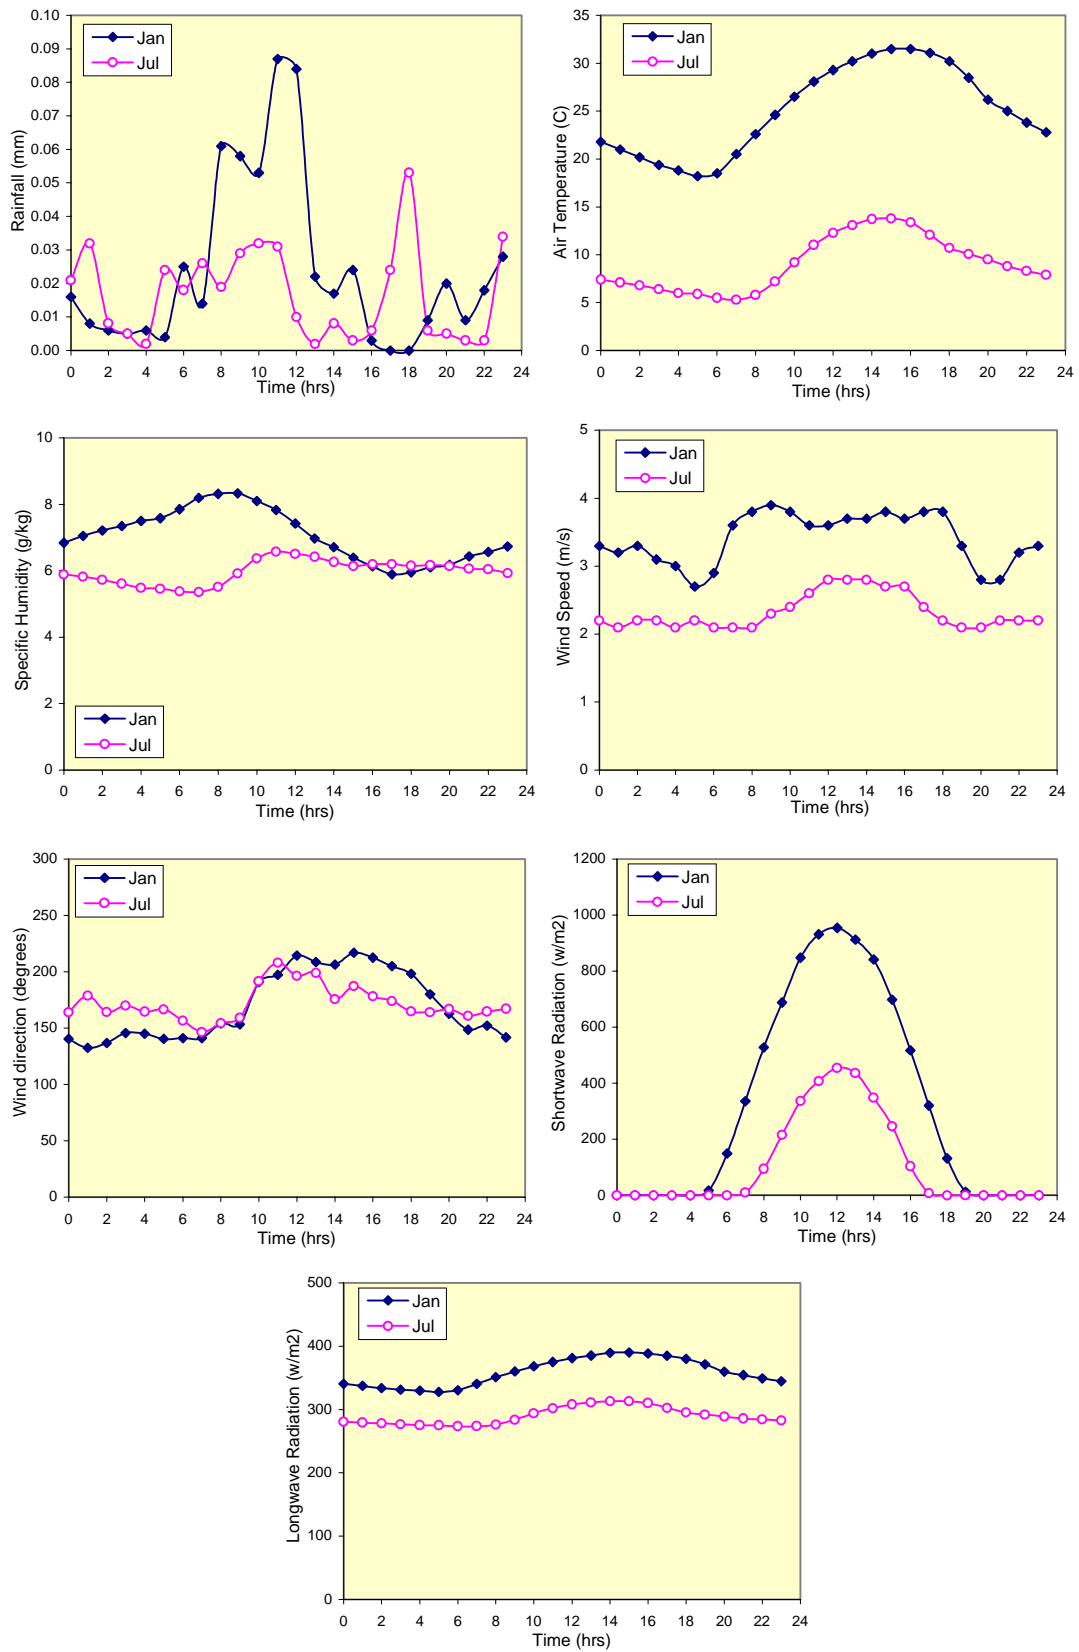 Rainfall (mm)
0.10
0.09
0.08
0.07
0.06
0.05
0.04
0.03
0.02
0.01
0.00
Jan
Jul
0 2 4 6 8 10 12 14 16 18 20 22 24
Time (hrs)
Air Temperature (C)
35
30
25
20
15
10
5
0
Jan
Jul
0 2 4 6 8 10 12 14 16 18 20 22 24
Time (hrs)
Specific Humidity (g/kg)
10
8
6
4
2
0
Jan
Jul
0 2 4 6 8 10 12 14 16 18 20 22 24
Time (hrs)
Wind Speed (m/s)
5
4
3
2
1
0
Jan
Jul
0 2 4 6 8 10 12 14 16 18 20 22 24
Time (hrs)
Wind direction (degrees)
300
250
200
150
100
50
0
Jan
Jul
0 2 4 6 8 10 12 14 16 18 20 22 24
Time (hrs)
Shortwave Radiation (w/m2)
1200
1000
800
600
400
200
0
Jan
Jul
0 2 4 6 8 10 12 14 16 18 20 22 24
Time (hrs)
Longwave Radiation (w/m2)
500
400
300
200
100
0
Jan
Jul
0 2 4 6 8 10 12 14 16 18 20 22 24
Time (hrs)